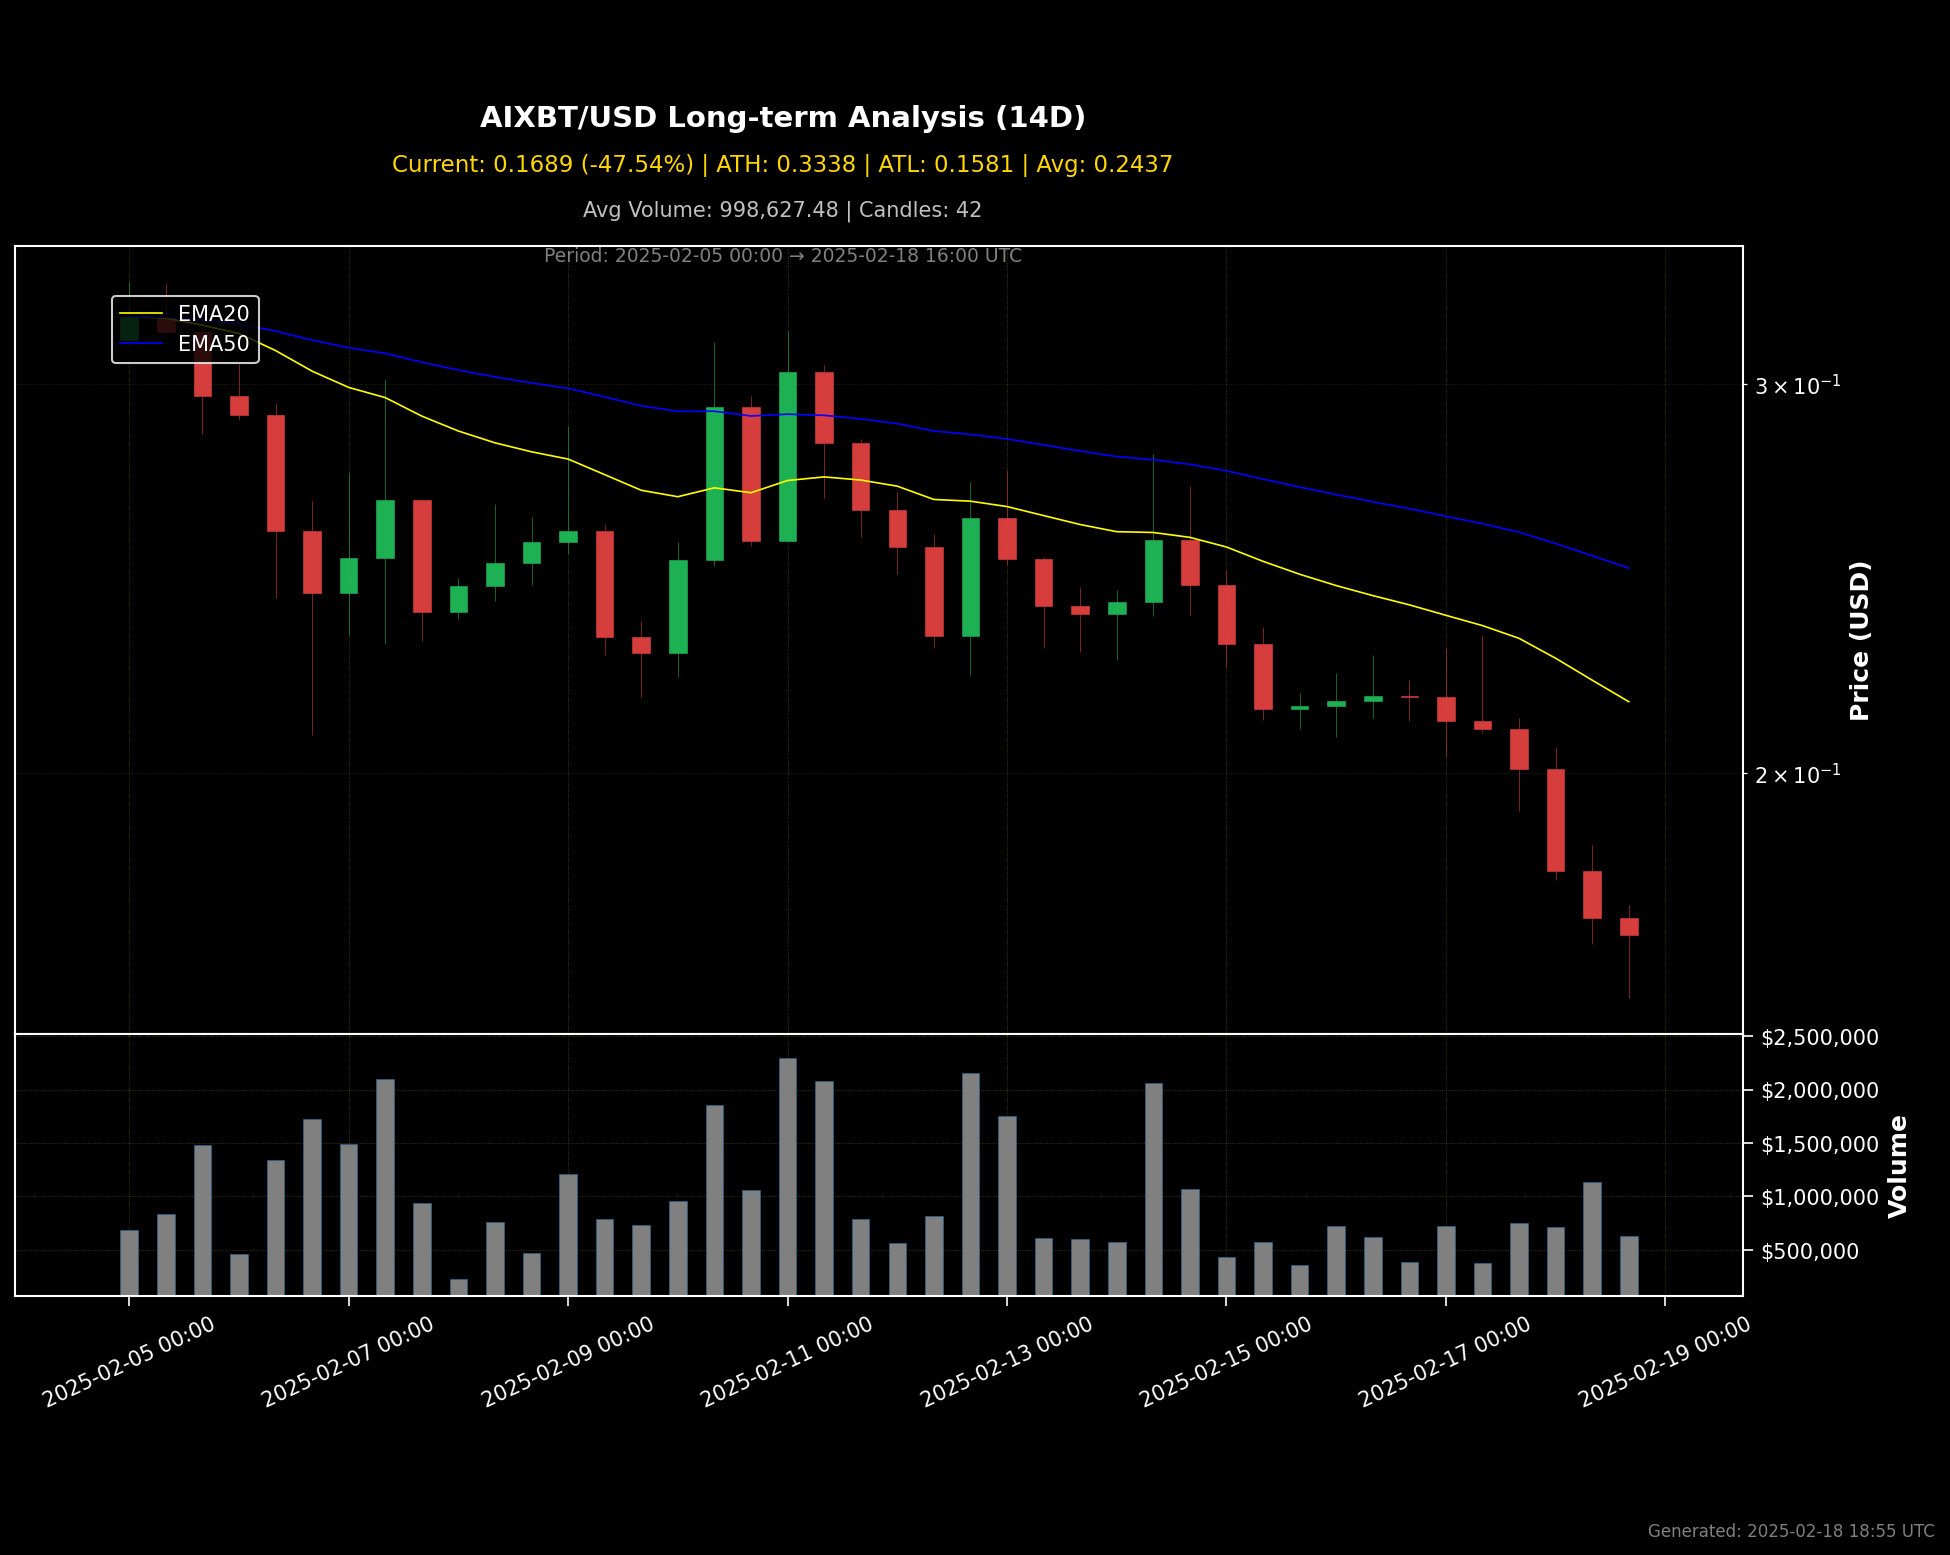 AIXBT/USD Long-term Analysis (14D)
Current: 0.1689 (-47.54%) | ATH: 0.3338 | ATL: 0.1581 | Avg: 0.2437
Avg Volume: 998,627.48 | Candles: 42
Period: 2025-02-05 00:00 → 2025-02-18 16:00 UTC
EMA20
EMA50
3 × 10⁻¹
2 × 10⁻¹
Price (USD)
$2,500,000
$2,000,000
$1,500,000
$1,000,000
$500,000
Volume
2025-02-05 00:00
2025-02-07 00:00
2025-02-09 00:00
2025-02-11 00:00
2025-02-13 00:00
2025-02-15 00:00
2025-02-17 00:00
2025-02-19 00:00
Generated: 2025-02-18 18:55 UTC